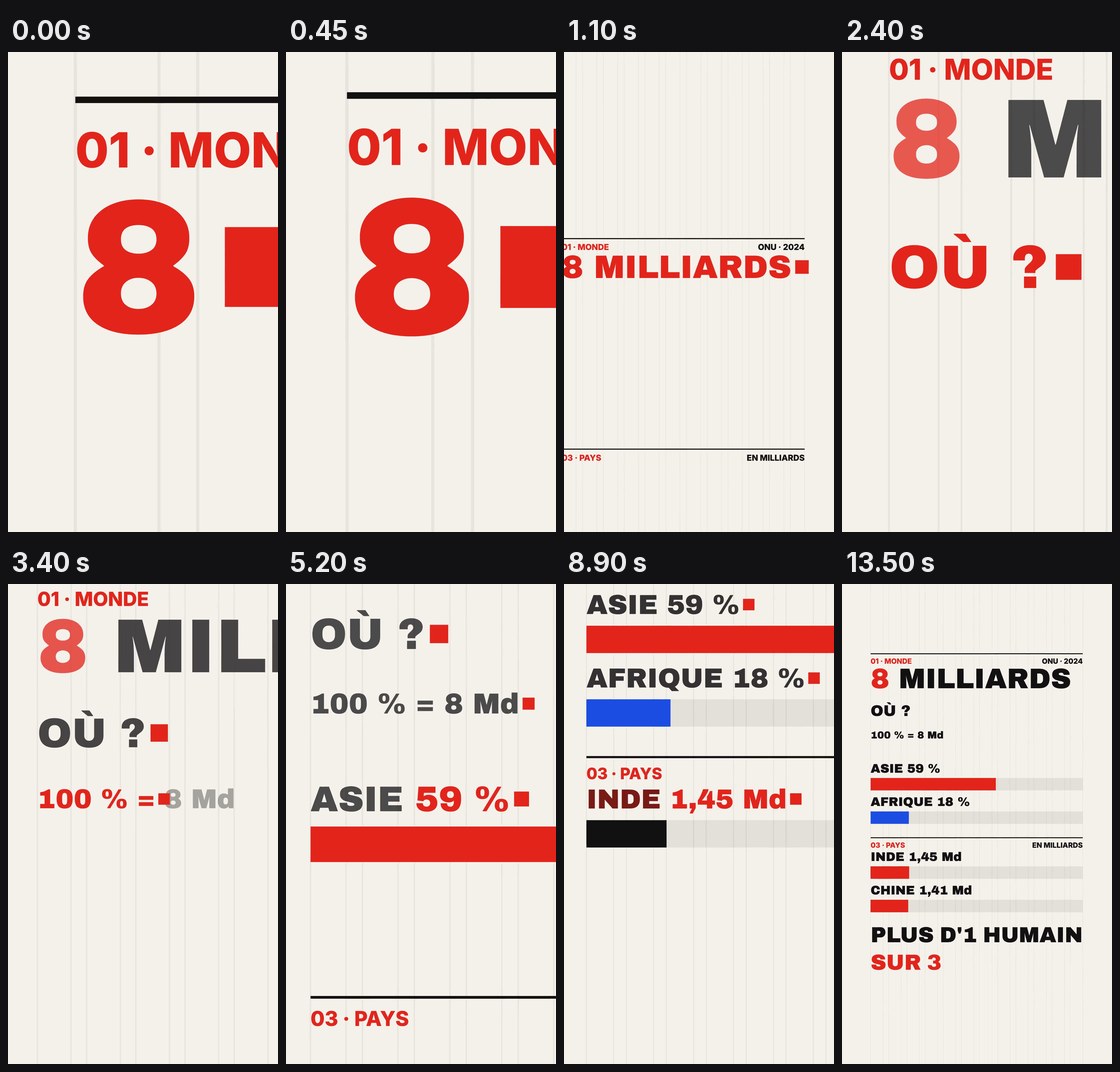 0.00 s
01 · MON
8
0.45 s
01 · MON
8
1.10 s
01 · MONDE ONU · 2024
8 MILLIARDS
03 · PAYS EN MILLIARDS
2.40 s
01 · MONDE
8 M
OÙ ?
3.40 s
01 · MONDE
8 MILL
OÙ ?
100 % = 8 Md
5.20 s
OÙ ?
100 % = 8 Md
ASIE 59 %
03 · PAYS
8.90 s
ASIE 59 %
AFRIQUE 18 %
03 · PAYS
INDE 1,45 Md
13.50 s
01 · MONDE ONU · 2024
8 MILLIARDS
OÙ ?
100 % = 8 Md
ASIE 59 %
AFRIQUE 18 %
03 · PAYS EN MILLIARDS
INDE 1,45 Md
CHINE 1,41 Md
PLUS D'1 HUMAIN
SUR 3